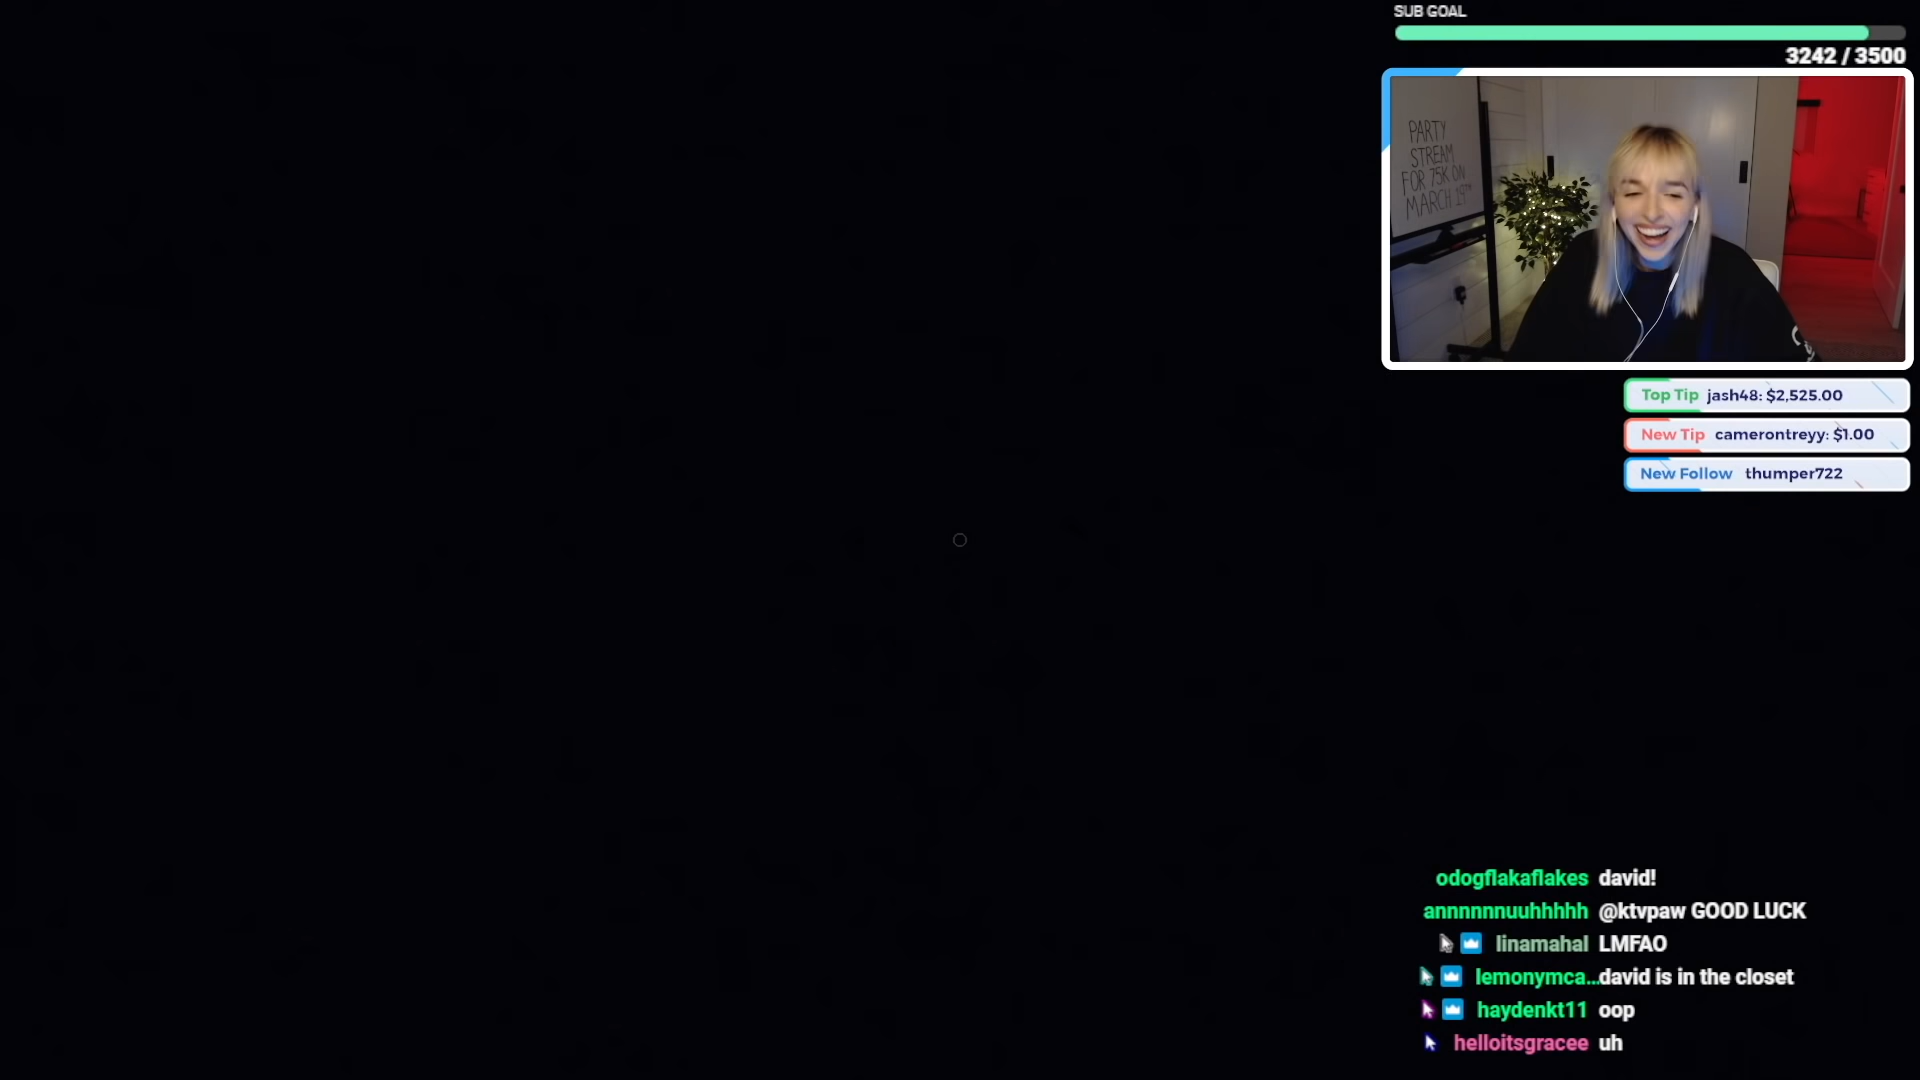 SUB GOAL
3242 / 3500
PARTY
STREAM
FOR 75K ON
MARCH 19TH
Top Tip jash48: $2,525.00
New Tip camerontreyy: $1.00
New Follow thumper722
odogflakaflakes david!
annnnnnuuhhhhh @ktvpaw GOOD LUCK
linamahal LMFAO
lemonymca... david is in the closet
haydenkt11 oop
helloitsgracee uh